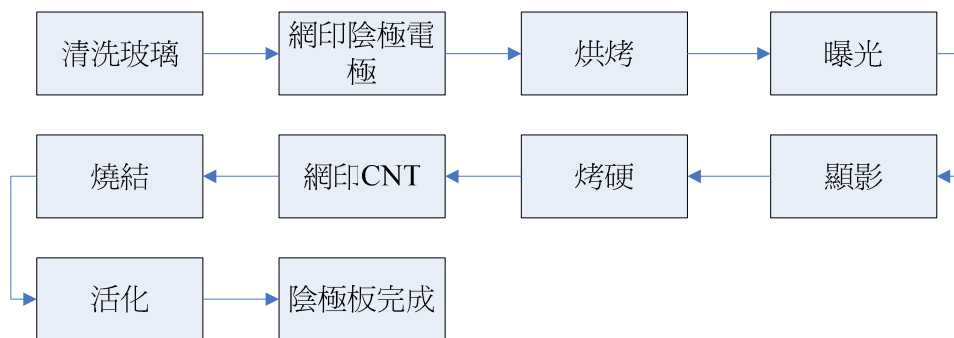 清洗玻璃
網印陰極電
極
烘烤
曝光
顯影
烤硬
網印CNT
燒結
活化
陰極板完成